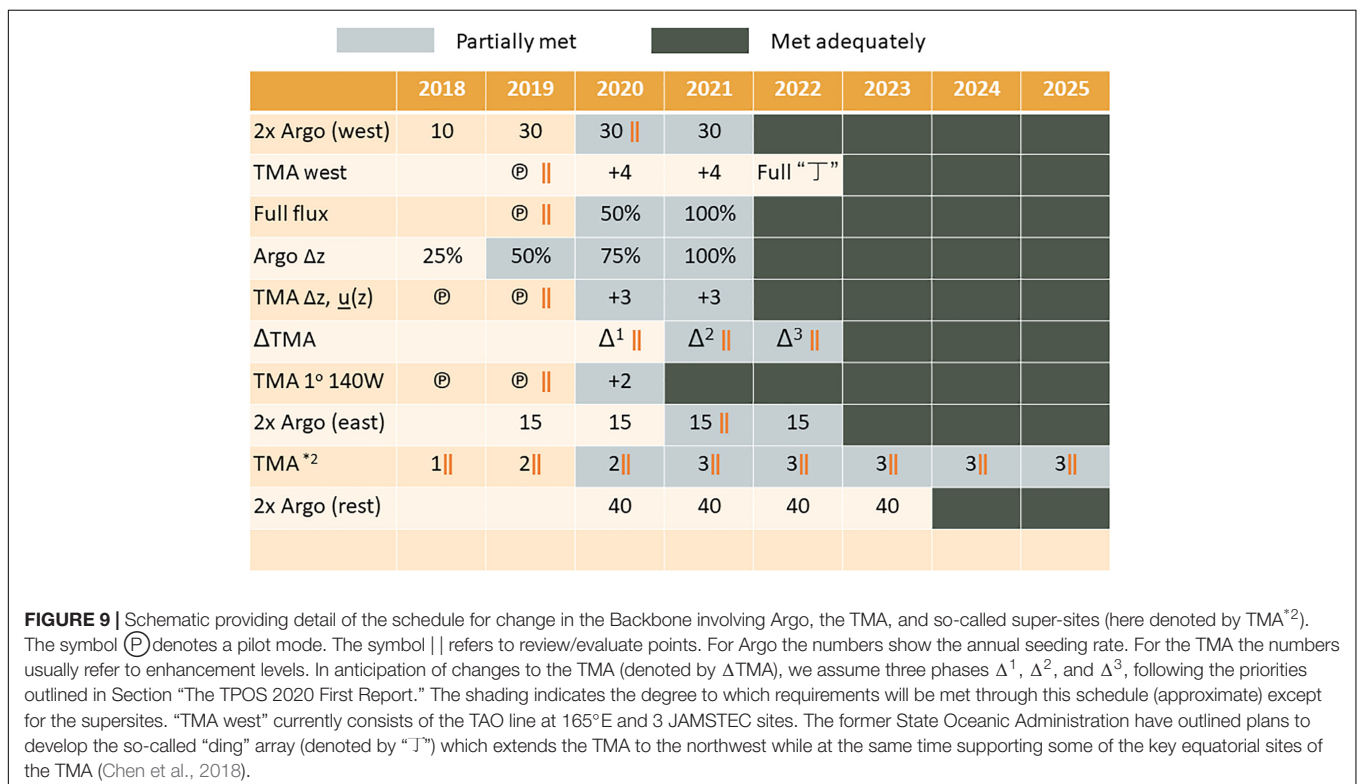 Partially met Met adequately
2018 2019 2020 2021 2022 2023 2024 2025
2x Argo (west) 10 30 30 || 30
TMA west Ⓟ || +4 +4 Full “丁”
Full flux Ⓟ || 50% 100%
Argo Δz 25% 50% 75% 100%
TMA Δz, u(z) Ⓟ Ⓟ || +3 +3
ΔTMA Δ¹ || Δ² || Δ³ ||
TMA 1º 140W Ⓟ Ⓟ || +2
2x Argo (east) 15 15 15 || 15
TMA *2 1|| 2|| 2|| 3|| 3|| 3|| 3|| 3||
2x Argo (rest) 40 40 40 40
FIGURE 9 | Schematic providing detail of the schedule for change in the Backbone involving Argo, the TMA, and so-called super-sites (here denoted by TMA*2).
The symbol Ⓟ denotes a pilot mode. The symbol || refers to review/evaluate points. For Argo the numbers show the annual seeding rate. For the TMA the numbers
usually refer to enhancement levels. In anticipation of changes to the TMA (denoted by ΔTMA), we assume three phases Δ¹, Δ², and Δ³, following the priorities
outlined in Section “The TPOS 2020 First Report.” The shading indicates the degree to which requirements will be met through this schedule (approximate) except
for the supersites. “TMA west” currently consists of the TAO line at 165°E and 3 JAMSTEC sites. The former State Oceanic Administration have outlined plans to
develop the so-called “ding” array (denoted by “丁”) which extends the TMA to the northwest while at the same time supporting some of the key equatorial sites of
the TMA (Chen et al., 2018).